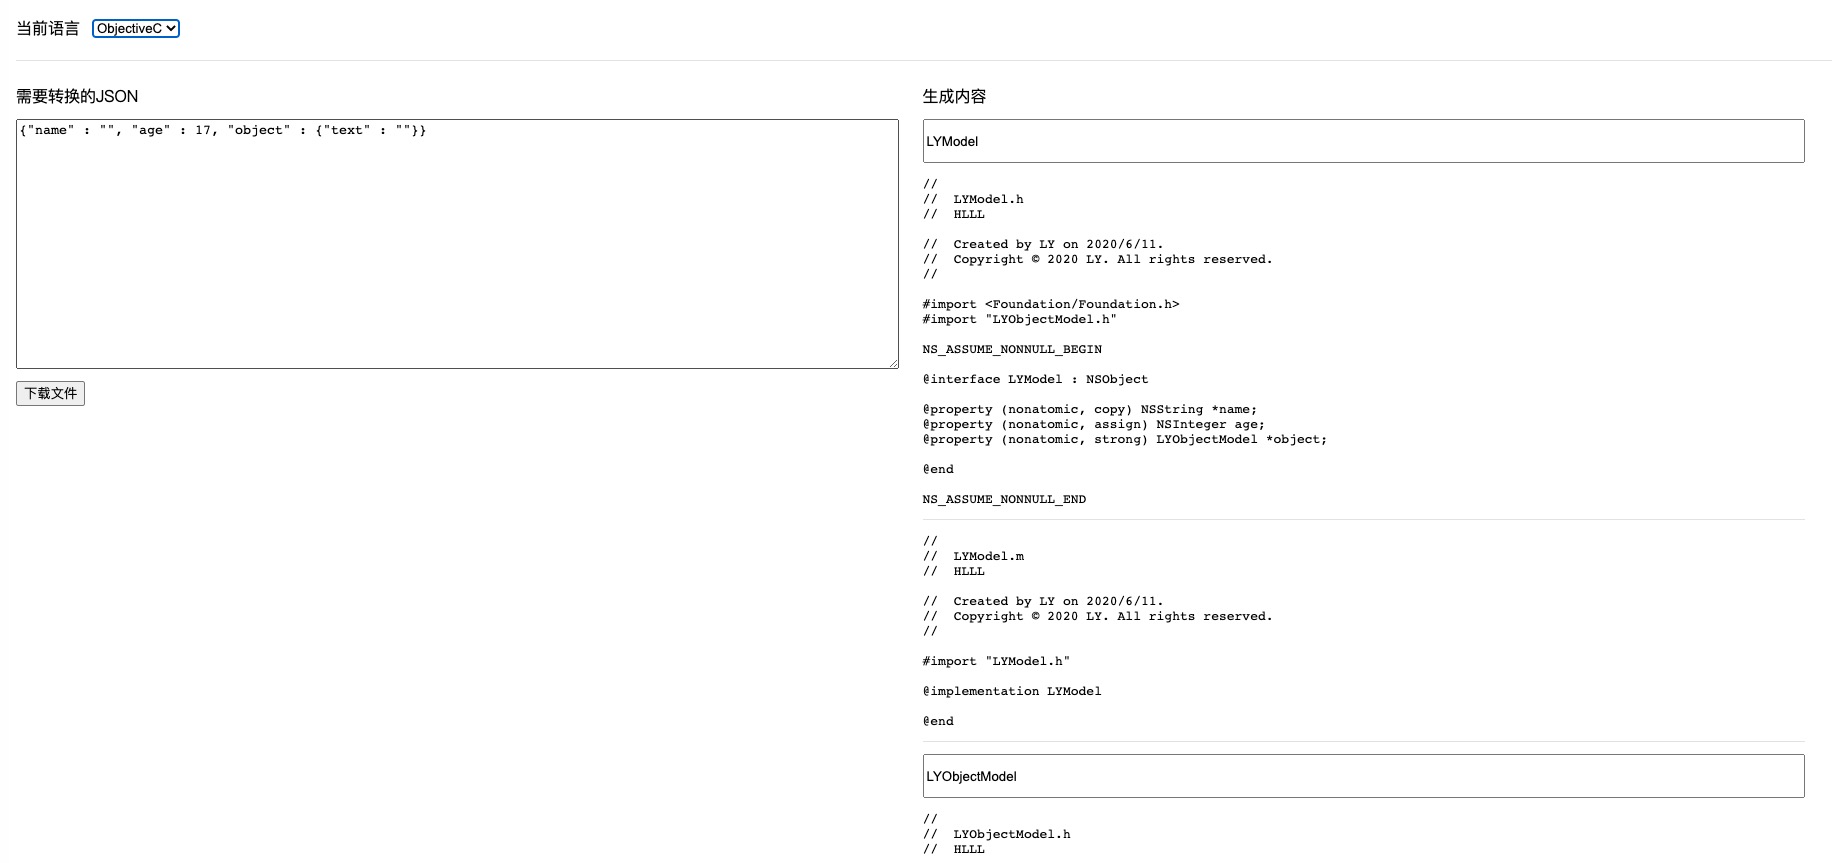 当前语言 ObjectiveC
需要转换的JSON
{"name" : "", "age" : 17, "object" : {"text" : ""}}
下载文件
生成内容
LYModel
//
//  LYModel.h
//  HLLL
//  Created by LY on 2020/6/11.
//  Copyright © 2020 LY. All rights reserved.
//
#import <Foundation/Foundation.h>
#import "LYObjectModel.h"
NS_ASSUME_NONNULL_BEGIN
@interface LYModel : NSObject
@property (nonatomic, copy) NSString *name;
@property (nonatomic, assign) NSInteger age;
@property (nonatomic, strong) LYObjectModel *object;
@end
NS_ASSUME_NONNULL_END
//
//  LYModel.m
//  HLLL
//  Created by LY on 2020/6/11.
//  Copyright © 2020 LY. All rights reserved.
//
#import "LYModel.h"
@implementation LYModel
@end
LYObjectModel
//
//  LYObjectModel.h
//  HLLL